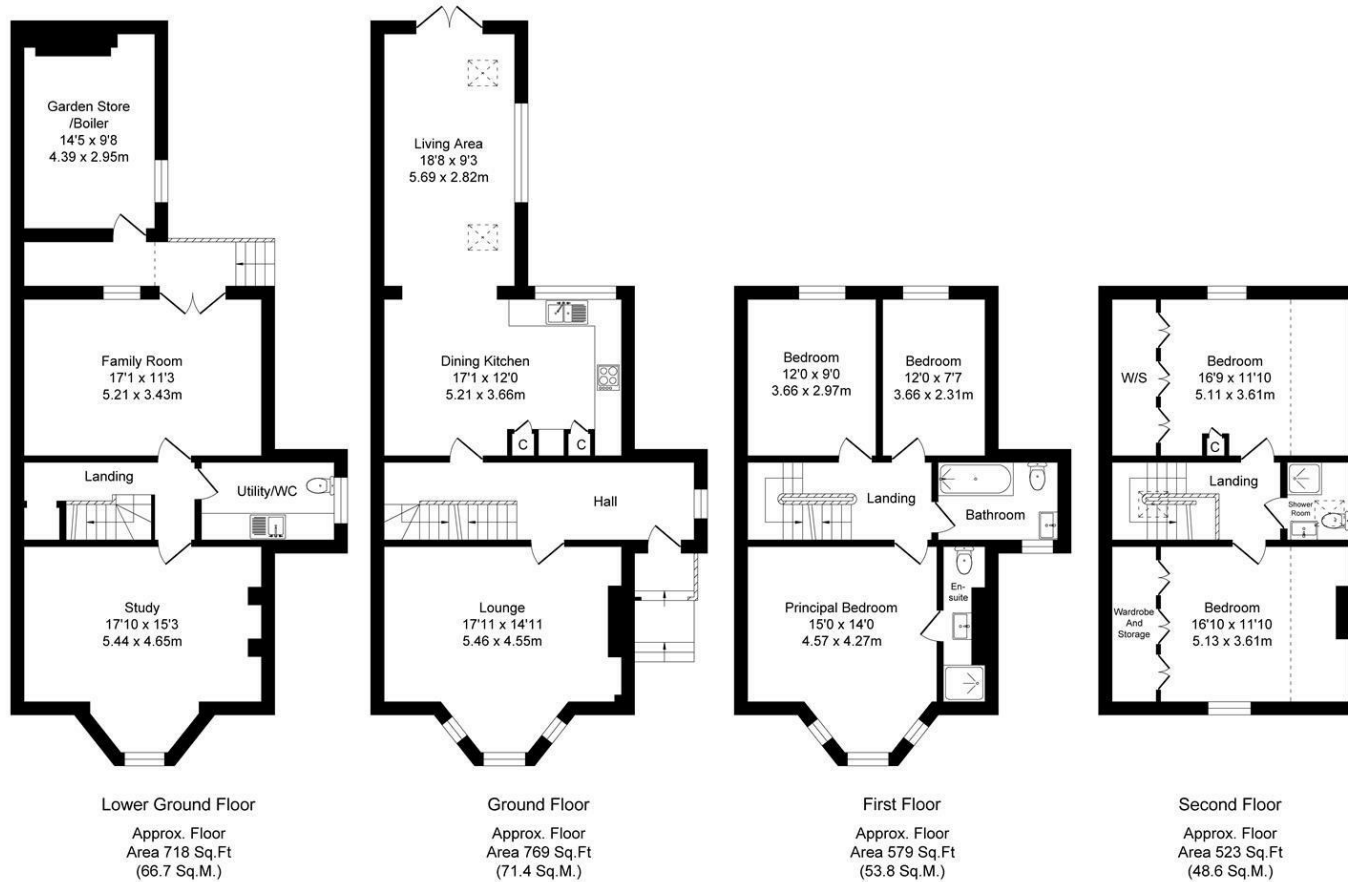 Garden Store
/Boiler
14'5 x 9'8
4.39 x 2.95m
Family Room
17'1 x 11'3
5.21 x 3.43m
Landing
Utility/WC
Study
17'10 x 15'3
5.44 x 4.65m
Lower Ground Floor
Approx. Floor
Area 718 Sq.Ft
(66.7 Sq.M.)
Living Area
18'8 x 9'3
5.69 x 2.82m
Dining Kitchen
17'1 x 12'0
5.21 x 3.66m
C
C
Hall
Lounge
17'11 x 14'11
5.46 x 4.55m
Ground Floor
Approx. Floor
Area 769 Sq.Ft
(71.4 Sq.M.)
Bedroom
12'0 x 9'0
3.66 x 2.97m
Bedroom
12'0 x 7'7
3.66 x 2.31m
Landing
Bathroom
Principal Bedroom
15'0 x 14'0
4.57 x 4.27m
En-
suite
First Floor
Approx. Floor
Area 579 Sq.Ft
(53.8 Sq.M.)
W/S
Bedroom
16'9 x 11'10
5.11 x 3.61m
C
Landing
Shower
Room
Wardrobe
And
Storage
Bedroom
16'10 x 11'10
5.13 x 3.61m
Second Floor
Approx. Floor
Area 523 Sq.Ft
(48.6 Sq.M.)